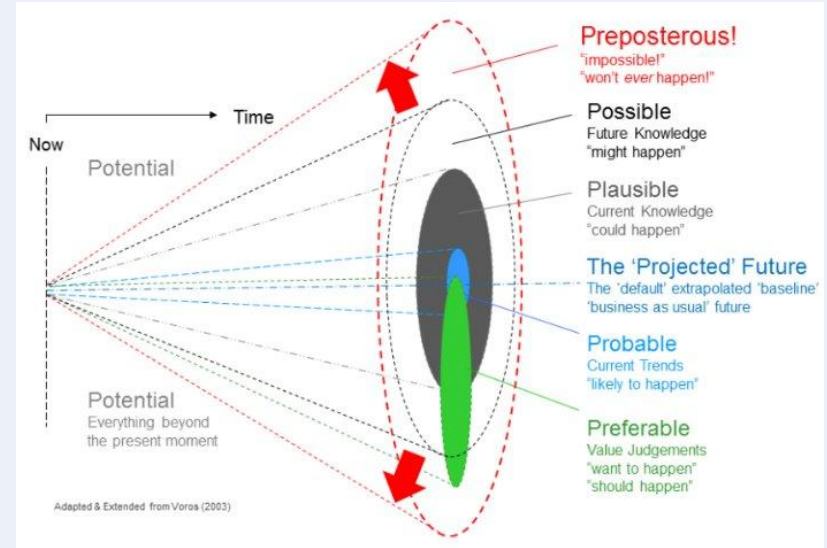 Time
Now
Potential
Potential
Everything beyond
the present moment
Adapted & Extended from Voros (2003)
Preposterous!
"impossible!"
"won't ever happen!"
Possible
Future Knowledge
"might happen"
Plausible
Current Knowledge
"could happen"
The 'Projected' Future
The 'default' extrapolated 'baseline'
'business as usual' future
Probable
Current Trends
"likely to happen"
Preferable
Value Judgements
"want to happen"
"should happen"